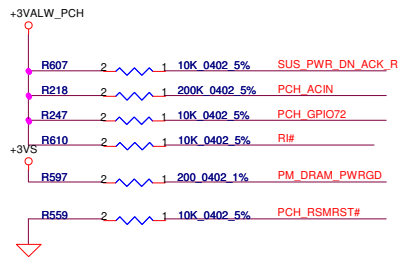 +3VALW_PCH
R607 2 1 10K_0402_5% SUS_PWR_DN_ACK_R
R218 2 1 200K_0402_5% PCH_ACIN
R247 2 1 10K_0402_5% PCH_GPIO72
R610 2 1 10K_0402_5% RI#
+3VS
R597 2 1 200_0402_1% PM_DRAM_PWRGD
R559 2 1 10K_0402_5% PCH_RSMRST#